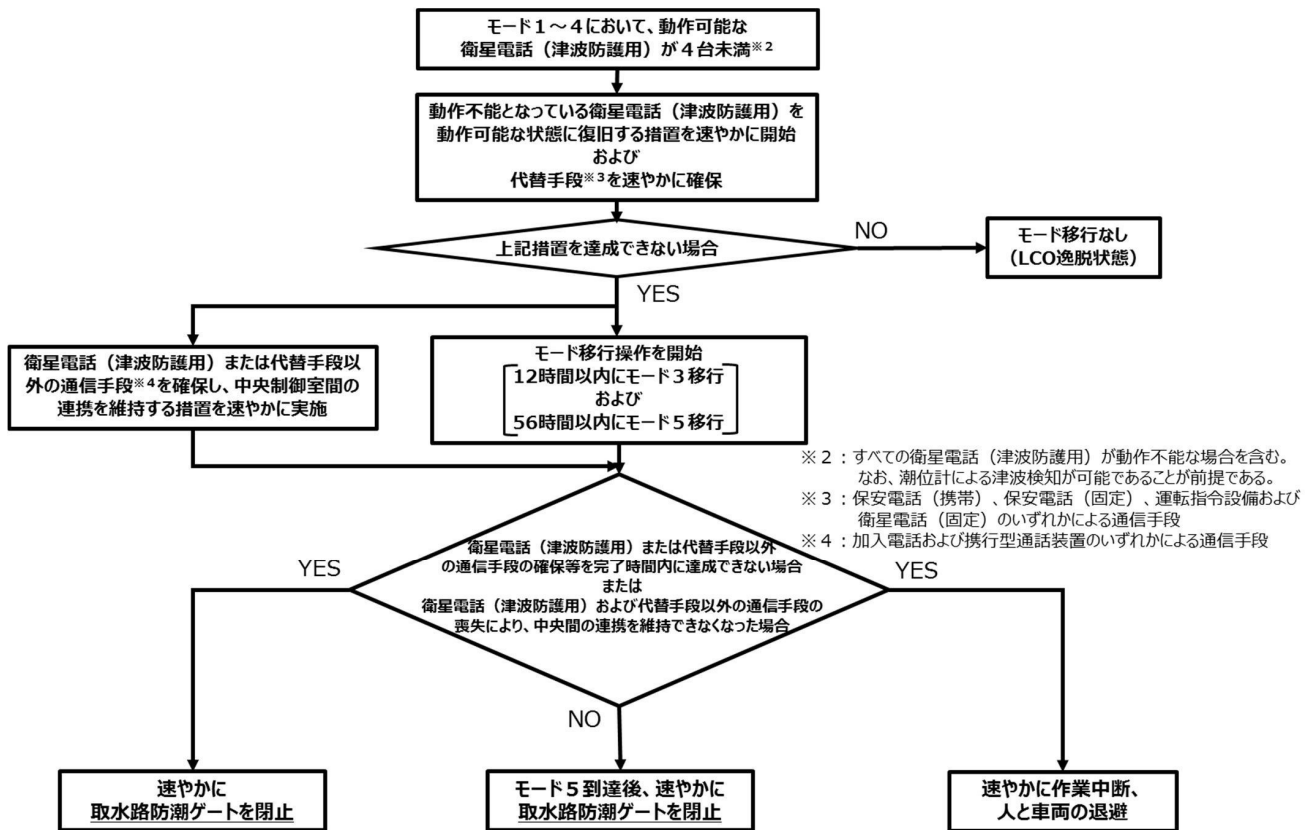 モード１～４において、動作可能な
衛星電話（津波防護用）が４台未満※２
動作不能となっている衛星電話（津波防護用）を
動作可能な状態に復旧する措置を速やかに開始
および
代替手段※３を速やかに確保
上記措置を達成できない場合
NO
モード移行なし
（LCO逸脱状態）
YES
衛星電話（津波防護用）または代替手段以
外の通信手段※４を確保し、中央制御室間の
連携を維持する措置を速やかに実施
モード移行操作を開始
12時間以内にモード３移行
および
56時間以内にモード５移行
※２：すべての衛星電話（津波防護用）が動作不能な場合を含む。
なお、潮位計による津波検知が可能であることが前提である。
※３：保安電話（携帯）、保安電話（固定）、運転指令設備および
衛星電話（固定）のいずれかによる通信手段
※４：加入電話および携行型通話装置のいずれかによる通信手段
衛星電話（津波防護用）または代替手段以外
の通信手段の確保等を完了時間内に達成できない場合
または
衛星電話（津波防護用）および代替手段以外の通信手段の
喪失により、中央間の連携を維持できなくなった場合
YES
YES
NO
速やかに
取水路防潮ゲートを閉止
モード５到達後、速やかに
取水路防潮ゲートを閉止
速やかに作業中断、
人と車両の退避